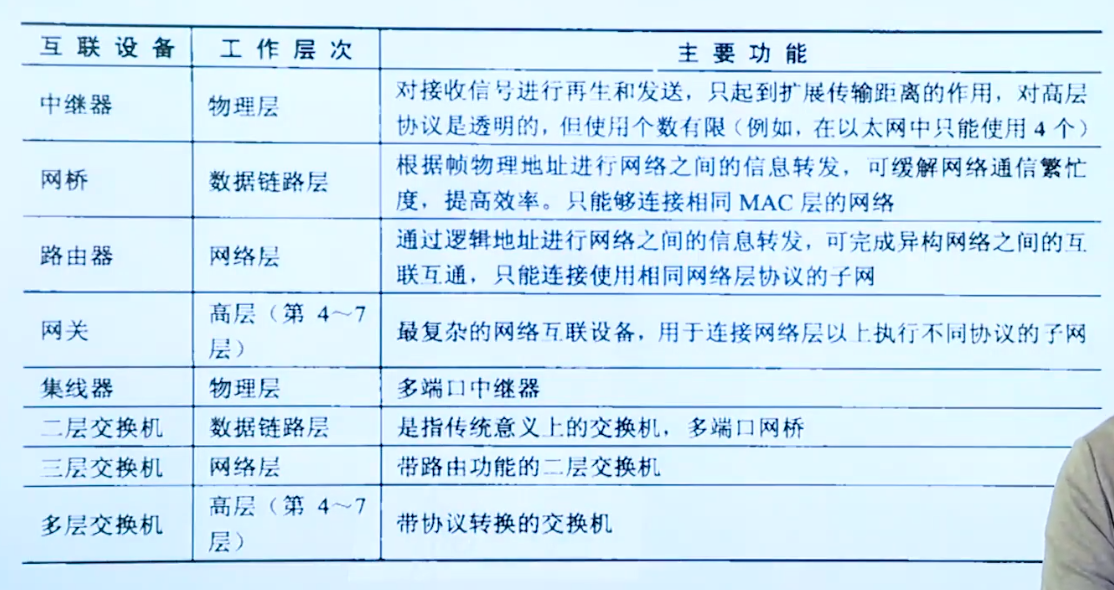 互联设备 工作层次 主要功能
中继器 物理层 对接收信号进行再生和发送，只起到扩展传输距离的作用，对高层
协议是透明的，但使用个数有限（例如，在以太网中只能使用4个）
网桥 数据链路层 根据帧物理地址进行网络之间的信息转发，可缓解网络通信繁忙
度，提高效率。只能够连接相同 MAC 层的网络
路由器 网络层 通过逻辑地址进行网络之间的信息转发，可完成异构网络之间的互
联互通，只能连接使用相同网络层协议的子网
网关 高层（第 4～7
层） 最复杂的网络互联设备，用于连接网络层以上执行不同协议的子网
集线器 物理层 多端口中继器
二层交换机 数据链路层 是指传统意义上的交换机，多端口网桥
三层交换机 网络层 带路由功能的二层交换机
多层交换机 高层（第 4～7
层） 带协议转换的交换机